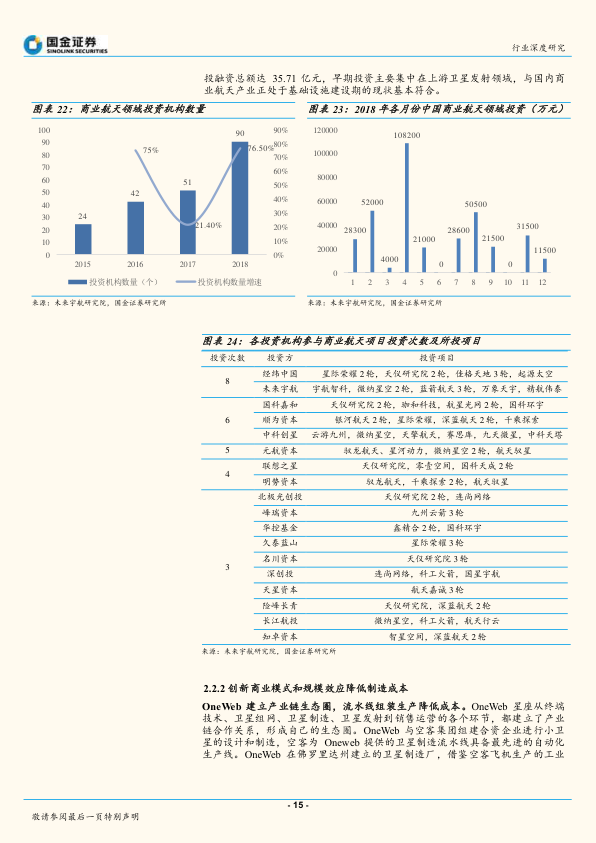 国金证券
SINOLINK SECURITIES
行业深度研究
投融资总额达 35.71 亿元，早期投资主要集中在上游卫星发射领域，与国内商
业航天产业正处于基础设施建设期的现状基本符合。
图表 22：商业航天领域投资机构数量
100
90
80
70
60
50
40
30
20
10
0
90%
80%
70%
60%
50%
40%
30%
20%
10%
0%
24
42
51
90
75%
21.40%
76.50%
2015 2016 2017 2018
投资机构数量（个） 投资机构数量增速
来源：未来宇航研究院，国金证券研究所
图表 23：2018 年各月份中国商业航天领域投资（万元）
120000
100000
80000
60000
40000
20000
0
28300
52000
4000
108200
21000
0
28600
50500
21500
0
31500
11500
1 2 3 4 5 6 7 8 9 10 11 12
来源：未来宇航研究院，国金证券研究所
图表 24：各投资机构参与商业航天项目投资次数及所投项目
投资次数 投资方 投资项目
8
经纬中国 星际荣耀 2 轮，天仪研究院 2 轮，佳格天地 3 轮，起源太空
未来宇航 宇航智科，微纳星空 2 轮，蓝箭航天 3 轮，万象天宇，精航伟泰
6
国科嘉和 天仪研究院 2 轮，咖和科技，航星光网 2 轮，国科环宇
顺为资本 银河航天 2 轮，星际荣耀，深蓝航天 2 轮，千乘探索
中科创星 云游九州，微纳星空，天擎航天，赛思库，九天微星，中科天塔
5 元航资本 驭龙航天、星河动力，微纳星空 2 轮，航天驭星
4
联想之星 天仪研究院，零壹空间，国科天成 2 轮
明势资本 驭龙航天，千乘探索 2 轮，航天驭星
3
北极光创投 天仪研究院 2 轮，连尚网络
峰瑞资本 九州云箭 3 轮
华控基金 鑫精合 2 轮，国科环宇
久泰蓝山 星际荣耀 3 轮
名川资本 天仪研究院 3 轮
深创投 连尚网络，科工火箭，国星宇航
天星资本 航天嘉诚 3 轮
险峰长青 天仪研究院，深蓝航天 2 轮
长江航投 微纳星空，科工火箭，航天行云
知卓资本 智星空间，深蓝航天 2 轮
来源：未来宇航研究院，国金证券研究所
2.2.2 创新商业模式和规模效应降低制造成本
OneWeb 建立产业链生态圈，流水线组装生产降低成本。OneWeb 星座从终端
技术、卫星组网、卫星制造、卫星发射到销售运营的各个环节，都建立了产业
链合作关系，形成自己的生态圈。OneWeb 与空客集团组建合资企业进行小卫
星的设计和制造，空客为 Oneweb 提供的卫星制造流水线具备最先进的自动化
生产线。OneWeb 在佛罗里达州建立的卫星制造厂，借鉴空客飞机生产的工业
- 15 -
敬请参阅最后一页特别声明